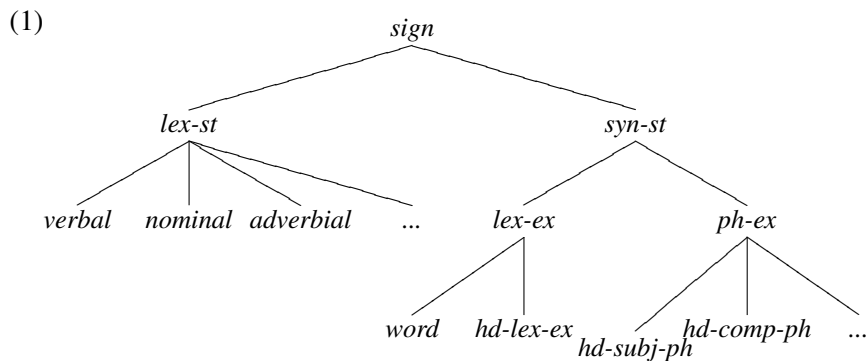 (1)
sign
lex-st syn-st
verbal nominal adverbial ... lex-ex ph-ex
word hd-lex-ex hd-subj-ph hd-comp-ph ...